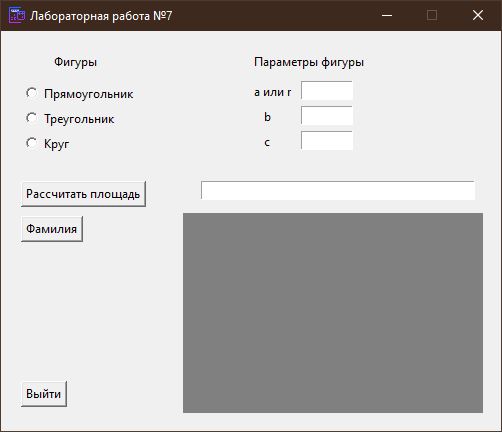 Лабораторная работа №7
Фигуры
Параметры фигуры
Прямоугольник
a или r
Треугольник
b
Круг
c
Рассчитать площадь
Фамилия
Выйти